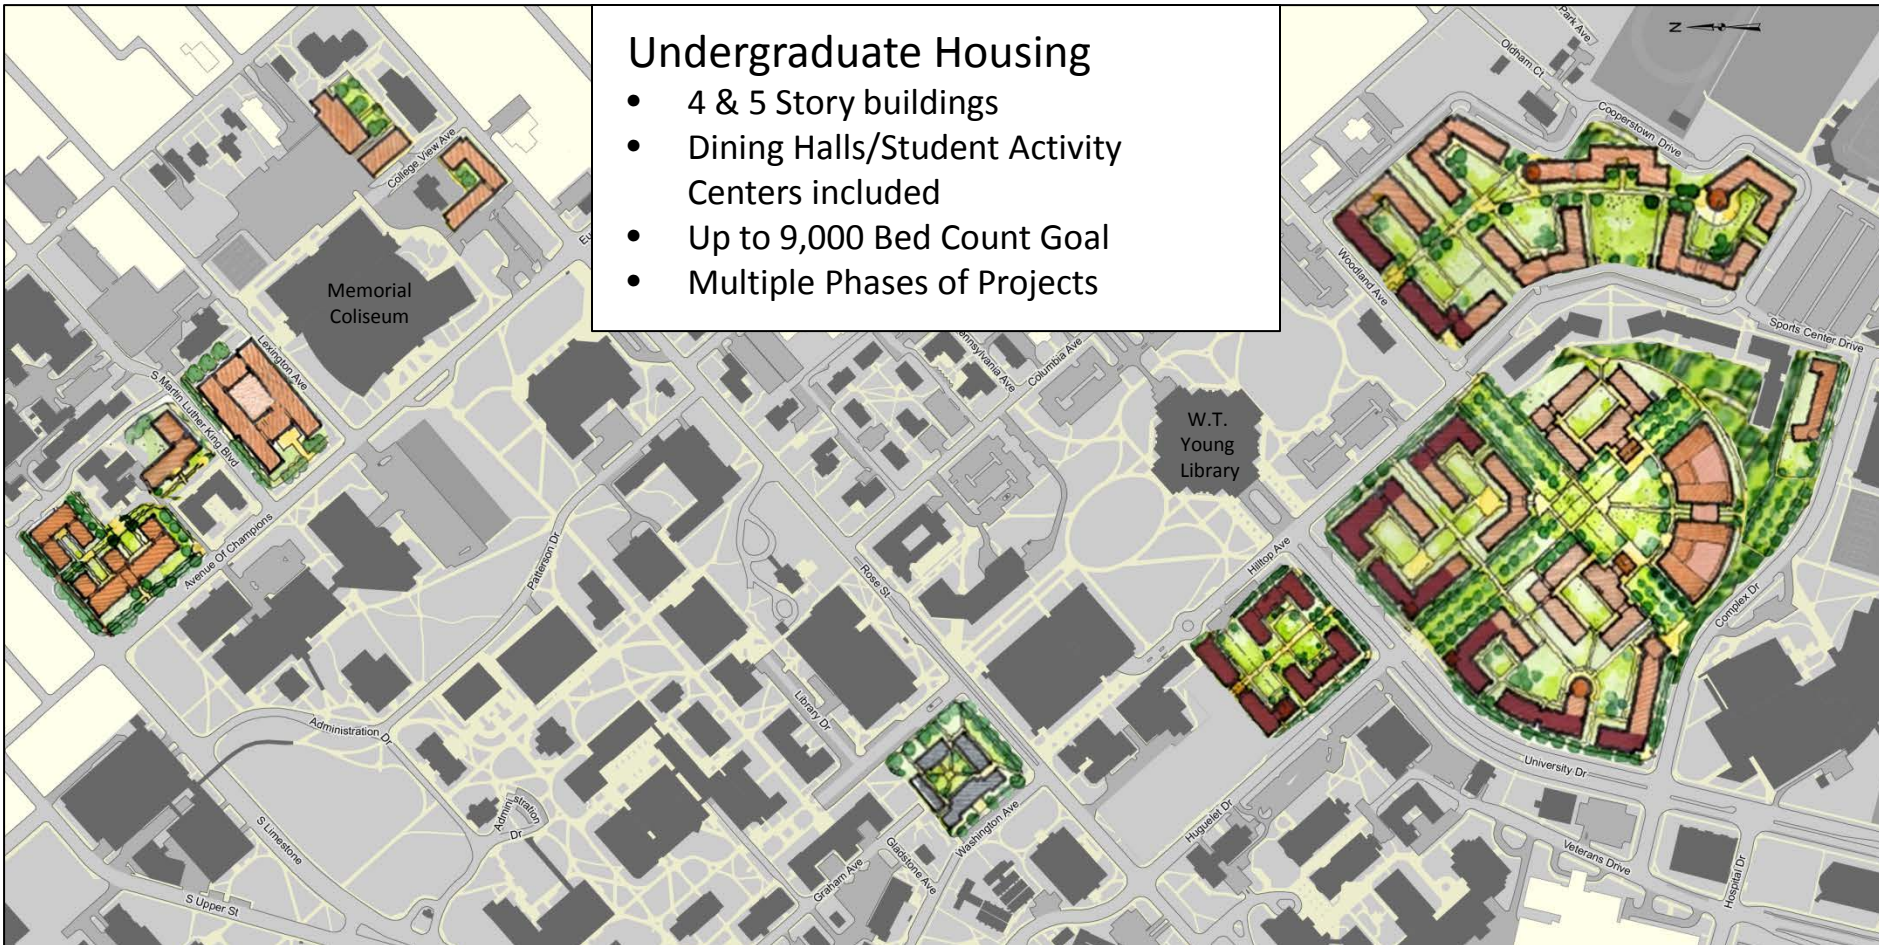 Undergraduate Housing
• 4 & 5 Story buildings
• Dining Halls/Student Activity
Centers included
• Up to 9,000 Bed Count Goal
• Multiple Phases of Projects
N
Park Ave
Oldham Ct
Cooperstown Drive
College View Ave
Memorial
Coliseum
Woodland Ave
Sports Center Drive
Lexington Ave
S Martin Luther King Blvd
Columbia Ave
W.T.
Young
Library
Avenue Of Champions
Patterson Dr
Rose St
Hilltop Ave
Complex Dr
Library Dr
Administration Dr
University Dr
Administration
Dr
S Limestone
Washington Ave
Huguelet Dr
Gladstone Ave
Graham Ave
Veterans Drive
Hospital Dr
S Upper St